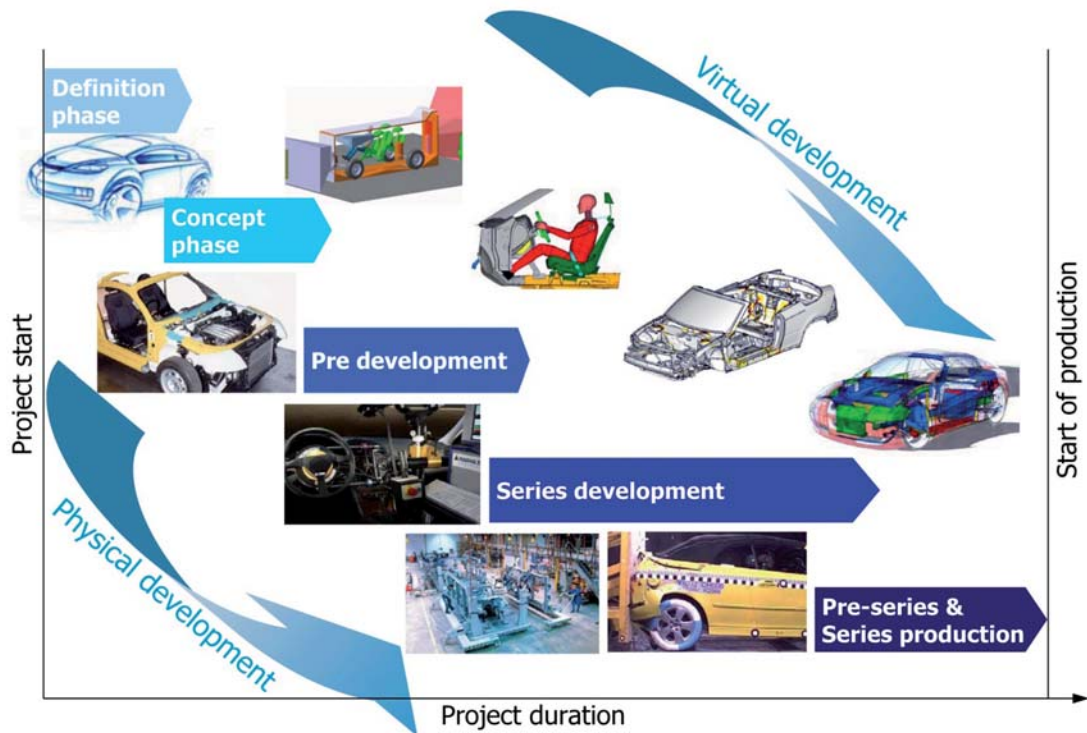 Definition
phase
Virtual development
Concept
phase
Project start
Start of production
Pre development
Series development
Physical development
Pre-series &
Series production
Project duration